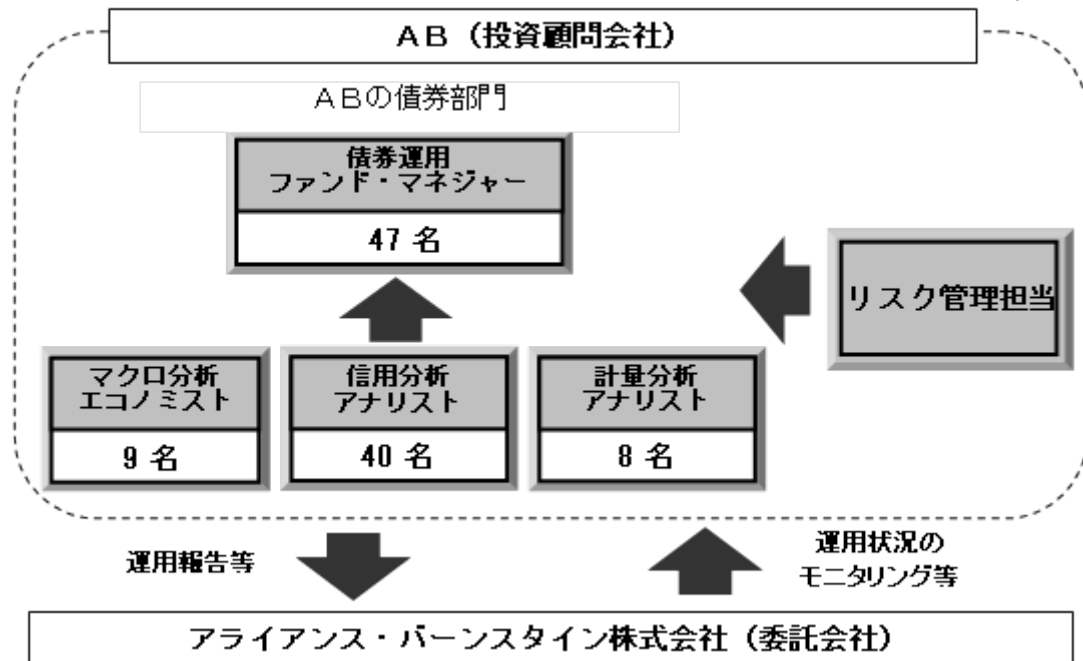 AB（投資顧問会社）
ABの債券部門
債券運用
ファンド・マネジャー
47 名
リスク管理担当
マクロ分析
エコノミスト
9 名
信用分析
アナリスト
40 名
計量分析
アナリスト
8 名
運用報告等
運用状況の
モニタリング等
アライアンス・バーンスタイン株式会社（委託会社）